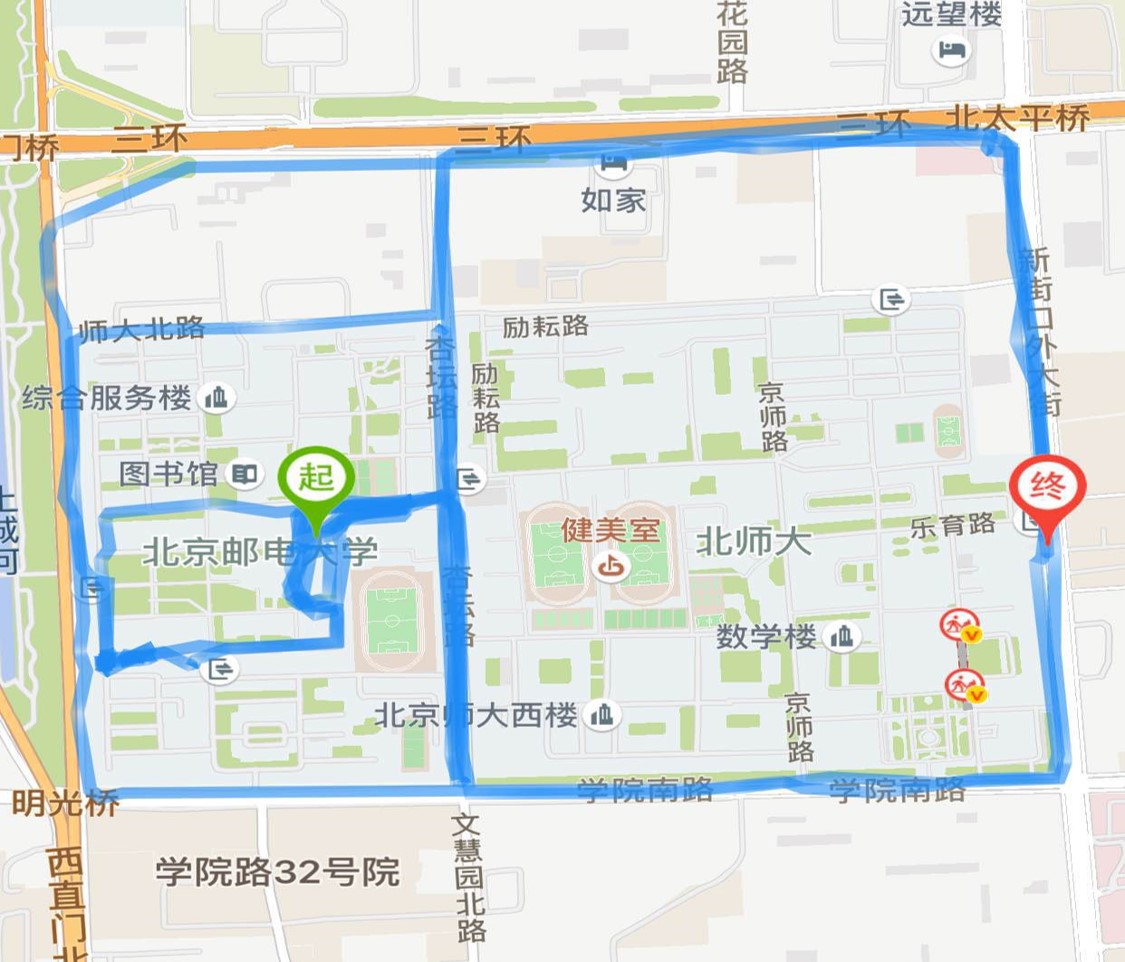 花园路
远望楼
三环
三环
三环
北太平桥
门桥
如家
新街口外大街
师大北路
励耘路
杏坛路
励耘路
京师路
综合服务楼
图书馆
起
终
健美室
北师大
乐育路
北京邮电大学
土城河
杏坛路
数学楼
北京师大西楼
京师路
学院南路
学院南路
明光桥
文慧园北路
西直门北
学院路32号院